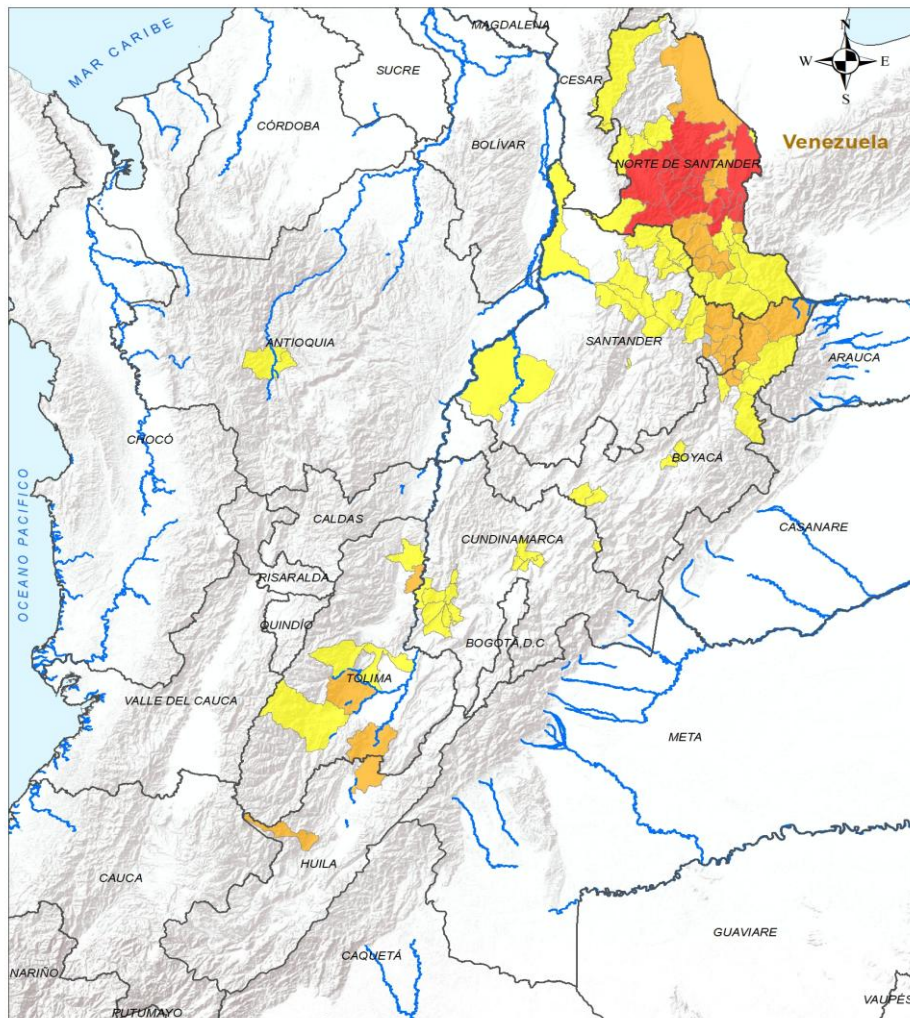 MAGDALENA
N
MAR CARIBE
W E
SUCRE
CESAR
S
CÓRDOBA
BOLÍVAR
Venezuela
NORTE DE SANTANDER
ANTIOQUIA
SANTANDER
ARAUCA
CHOCÓ
BOYACÁ
OCEANO PACIFICO
CALDAS
CUNDINAMARCA
CASANARE
RISARALDA
QUINDÍO
BOGOTÁ, D.C
TOLIMA
VALLE DEL CAUCA
META
HUILA
CAUCA
GUAVIARE
CAQUETÁ
NARIÑO
VAUPÉS
PUTUMAYO